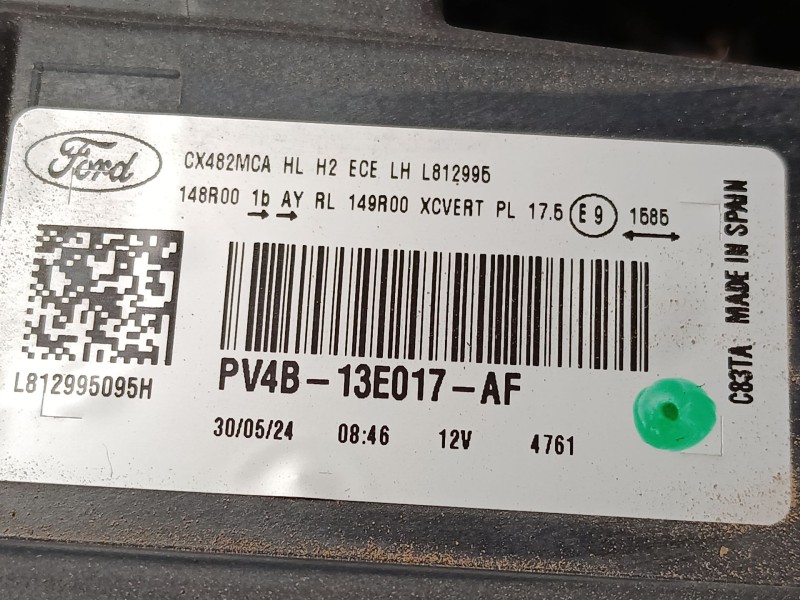 Ford
CX482MCA HL H2 ECE LH L812995
148R00 1b AY RL 149R00 XCVERT PL 17.5 E 9 1585
L812995095H
PV4B-13E017-AF
30/05/24 08:46 12V 4761
C83TA MADE IN SPAIN